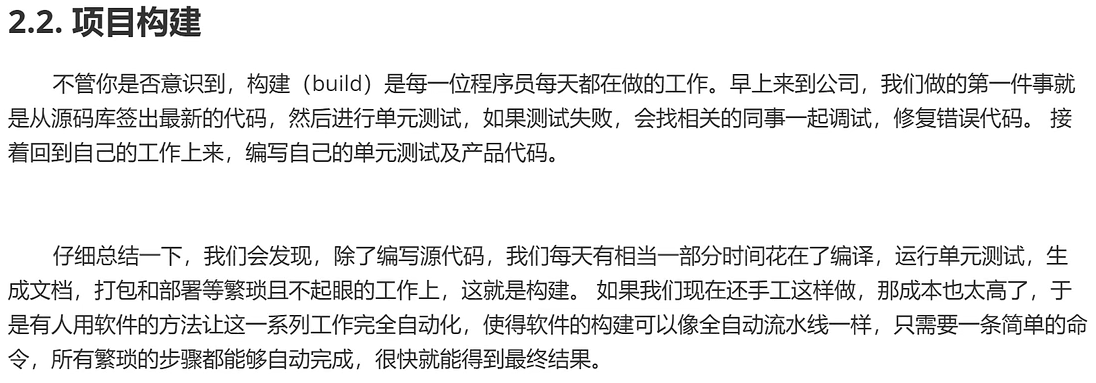 2.2. 项目构建
不管你是否意识到，构建（build）是每一位程序员每天都在做的工作。早上来到公司，我们做的第一件事就
是从源码库签出最新的代码，然后进行单元测试，如果测试失败，会找相关的同事一起调试，修复错误代码。 接
着回到自己的工作上来，编写自己的单元测试及产品代码。
仔细总结一下，我们会发现，除了编写源代码，我们每天有相当一部分时间花在了编译，运行单元测试，生
成文档，打包和部署等繁琐且不起眼的工作上，这就是构建。 如果我们现在还手工这样做，那成本也太高了，于
是有人用软件的方法让这一系列工作完全自动化，使得软件的构建可以像全自动流水线一样，只需要一条简单的命
令，所有繁琐的步骤都能够自动完成，很快就能得到最终结果。